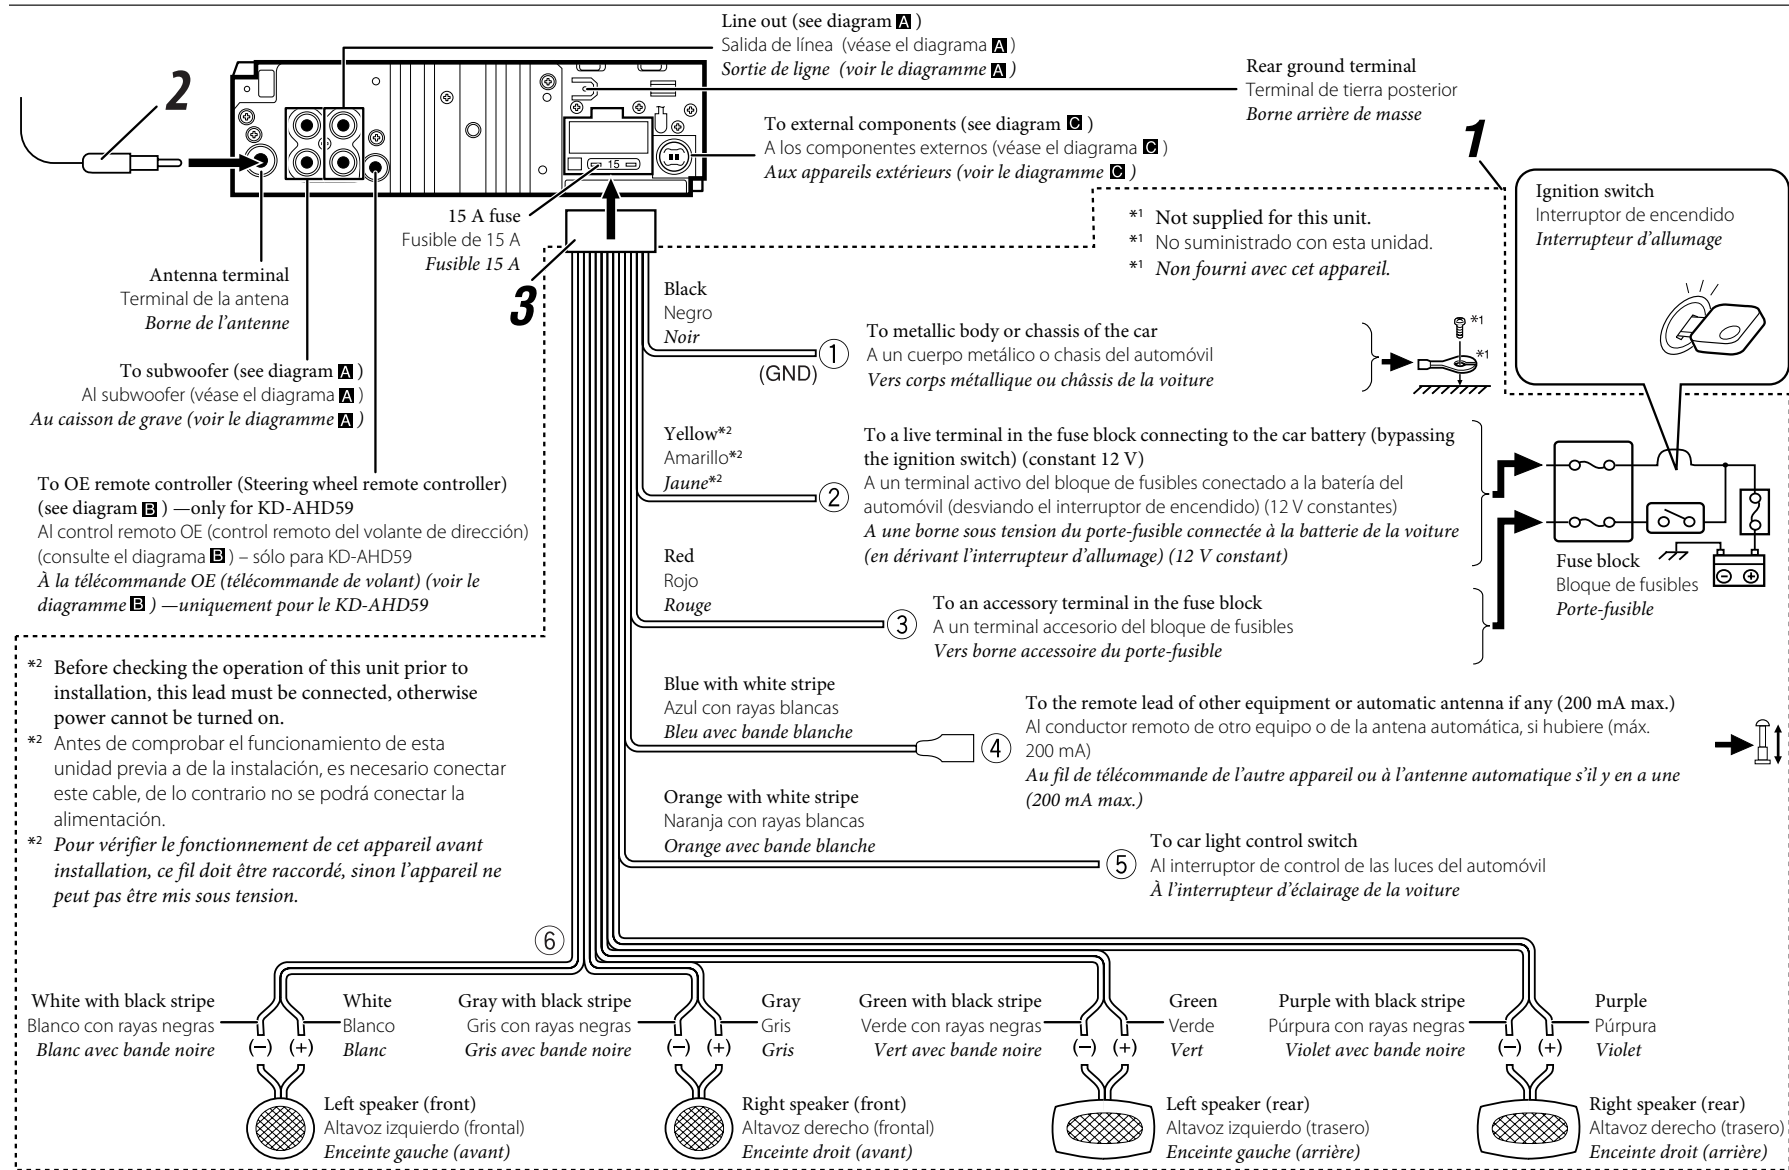 Line out (see diagram A )
Salida de línea (véase el diagrama A )
Sortie de ligne (voir le diagramme A )
2
Rear ground terminal
Terminal de tierra posterior
Borne arrière de masse
1
To external components (see diagram C )
A los componentes externos (véase el diagrama C )
Aux appareils extérieurs (voir le diagramme C )
15
Ignition switch
Interruptor de encendido
Interrupteur d'allumage
15 A fuse
Fusible de 15 A
Fusible 15 A
*1 Not supplied for this unit.
*1 No suministrado con esta unidad.
*1 Non fourni avec cet appareil.
Antenna terminal
Terminal de la antena
Borne de l'antenne
3
Black
Negro
Noir
1
(GND)
To metallic body or chassis of the car
A un cuerpo metálico o chasis del automóvil
Vers corps métallique ou châssis de la voiture
*1
*1
To subwoofer (see diagram A )
Al subwoofer (véase el diagrama A )
Au caisson de grave (voir le diagramme A )
Yellow*2
Amarillo*2
Jaune*2
2
To a live terminal in the fuse block connecting to the car battery (bypassing
the ignition switch) (constant 12 V)
A un terminal activo del bloque de fusibles conectado a la batería del
automóvil (desviando el interruptor de encendido) (12 V constantes)
A une borne sous tension du porte-fusible connectée à la batterie de la voiture
(en dérivant l'interrupteur d'allumage) (12 V constant)
To OE remote controller (Steering wheel remote controller)
(see diagram B ) —only for KD-AHD59
Al control remoto OE (control remoto del volante de dirección)
(consulte el diagrama B ) – sólo para KD-AHD59
À la télécommande OE (télécommande de volant) (voir le
diagramme B ) —uniquement pour le KD-AHD59
Fuse block
Bloque de fusibles
Porte-fusible
Red
Rojo
Rouge
3
To an accessory terminal in the fuse block
A un terminal accesorio del bloque de fusibles
Vers borne accessoire du porte-fusible
*2 Before checking the operation of this unit prior to
installation, this lead must be connected, otherwise
power cannot be turned on.
*2 Antes de comprobar el funcionamiento de esta
unidad previa a de la instalación, es necesario conectar
este cable, de lo contrario no se podrá conectar la
alimentación.
*2 Pour vérifier le fonctionnement de cet appareil avant
installation, ce fil doit être raccordé, sinon l'appareil ne
peut pas être mis sous tension.
Blue with white stripe
Azul con rayas blancas
Bleu avec bande blanche
4
To the remote lead of other equipment or automatic antenna if any (200 mA max.)
Al conductor remoto de otro equipo o de la antena automática, si hubiere (máx.
200 mA)
Au fil de télécommande de l'autre appareil ou à l'antenne automatique s'il y en a une
(200 mA max.)
Orange with white stripe
Naranja con rayas blancas
Orange avec bande blanche
5
To car light control switch
Al interruptor de control de las luces del automóvil
À l'interrupteur d'éclairage de la voiture
6
White with black stripe
Blanco con rayas negras
Blanc avec bande noire
(−) (+)
White
Blanco
Blanc
Gray with black stripe
Gris con rayas negras
Gris avec bande noire
(−) (+)
Gray
Gris
Gris
Green with black stripe
Verde con rayas negras
Vert avec bande noire
(−) (+)
Green
Verde
Vert
Purple with black stripe
Púrpura con rayas negras
Violet avec bande noire
(−) (+)
Purple
Púrpura
Violet
Left speaker (front)
Altavoz izquierdo (frontal)
Enceinte gauche (avant)
Right speaker (front)
Altavoz derecho (frontal)
Enceinte droit (avant)
Left speaker (rear)
Altavoz izquierdo (trasero)
Enceinte gauche (arrière)
Right speaker (rear)
Altavoz derecho (trasero)
Enceinte droit (arrière)